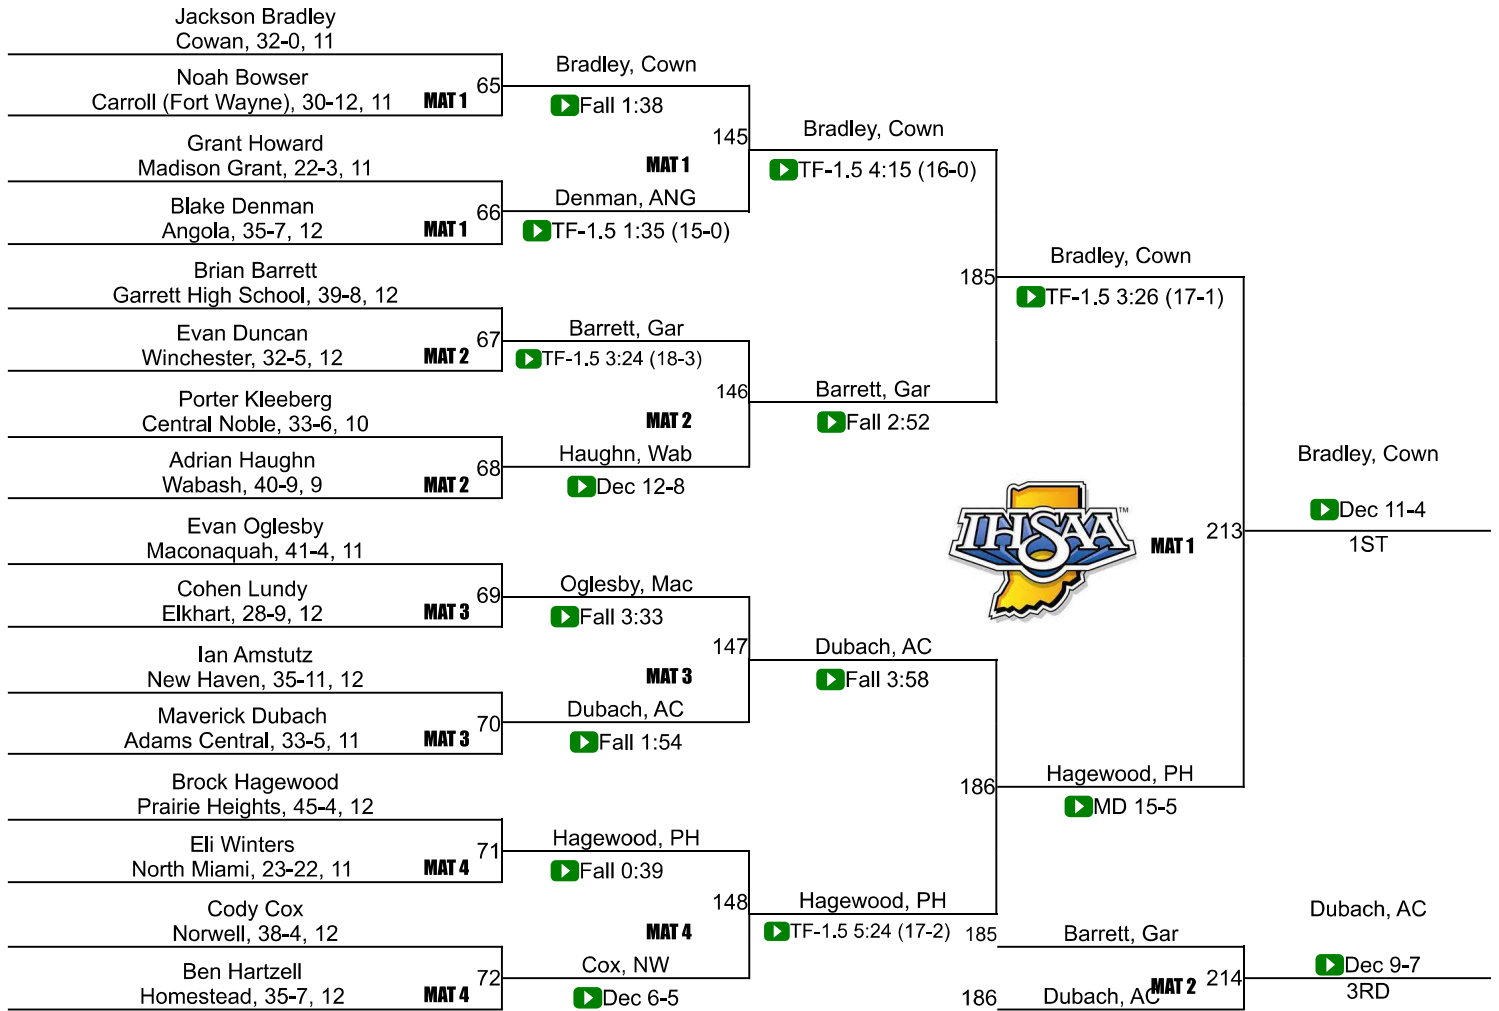 Jackson Bradley
Cowan, 32-0, 11
Noah Bowser
Carroll (Fort Wayne), 30-12, 11
MAT 1
65
Grant Howard
Madison Grant, 22-3, 11
Blake Denman
Angola, 35-7, 12
MAT 1
66
Brian Barrett
Garrett High School, 39-8, 12
Evan Duncan
Winchester, 32-5, 12
MAT 2
67
Porter Kleeberg
Central Noble, 33-6, 10
Adrian Haughn
Wabash, 40-9, 9
MAT 2
68
Evan Oglesby
Maconaquah, 41-4, 11
Cohen Lundy
Elkhart, 28-9, 12
MAT 3
69
Ian Amstutz
New Haven, 35-11, 12
Maverick Dubach
Adams Central, 33-5, 11
MAT 3
70
Brock Hagewood
Prairie Heights, 45-4, 12
Eli Winters
North Miami, 23-22, 11
MAT 4
71
Cody Cox
Norwell, 38-4, 12
Ben Hartzell
Homestead, 35-7, 12
MAT 4
72
Bradley, Cown
Fall 1:38
145
MAT 1
Denman, ANG
TF-1.5 1:35 (15-0)
Barrett, Gar
TF-1.5 3:24 (18-3)
146
MAT 2
Haughn, Wab
Dec 12-8
Oglesby, Mac
Fall 3:33
147
MAT 3
Dubach, AC
Fall 1:54
Hagewood, PH
Fall 0:39
148
MAT 4
Cox, NW
Dec 6-5
Bradley, Cown
TF-1.5 4:15 (16-0)
185
Barrett, Gar
Fall 2:52
Dubach, AC
Fall 3:58
186
Hagewood, PH
TF-1.5 5:24 (17-2)
Bradley, Cown
TF-1.5 3:26 (17-1)
IHSAA
™
MAT 1
213
Hagewood, PH
MD 15-5
Bradley, Cown
Dec 11-4
1ST
185
Barrett, Gar
186
Dubach, AC
MAT 2
214
Dubach, AC
Dec 9-7
3RD